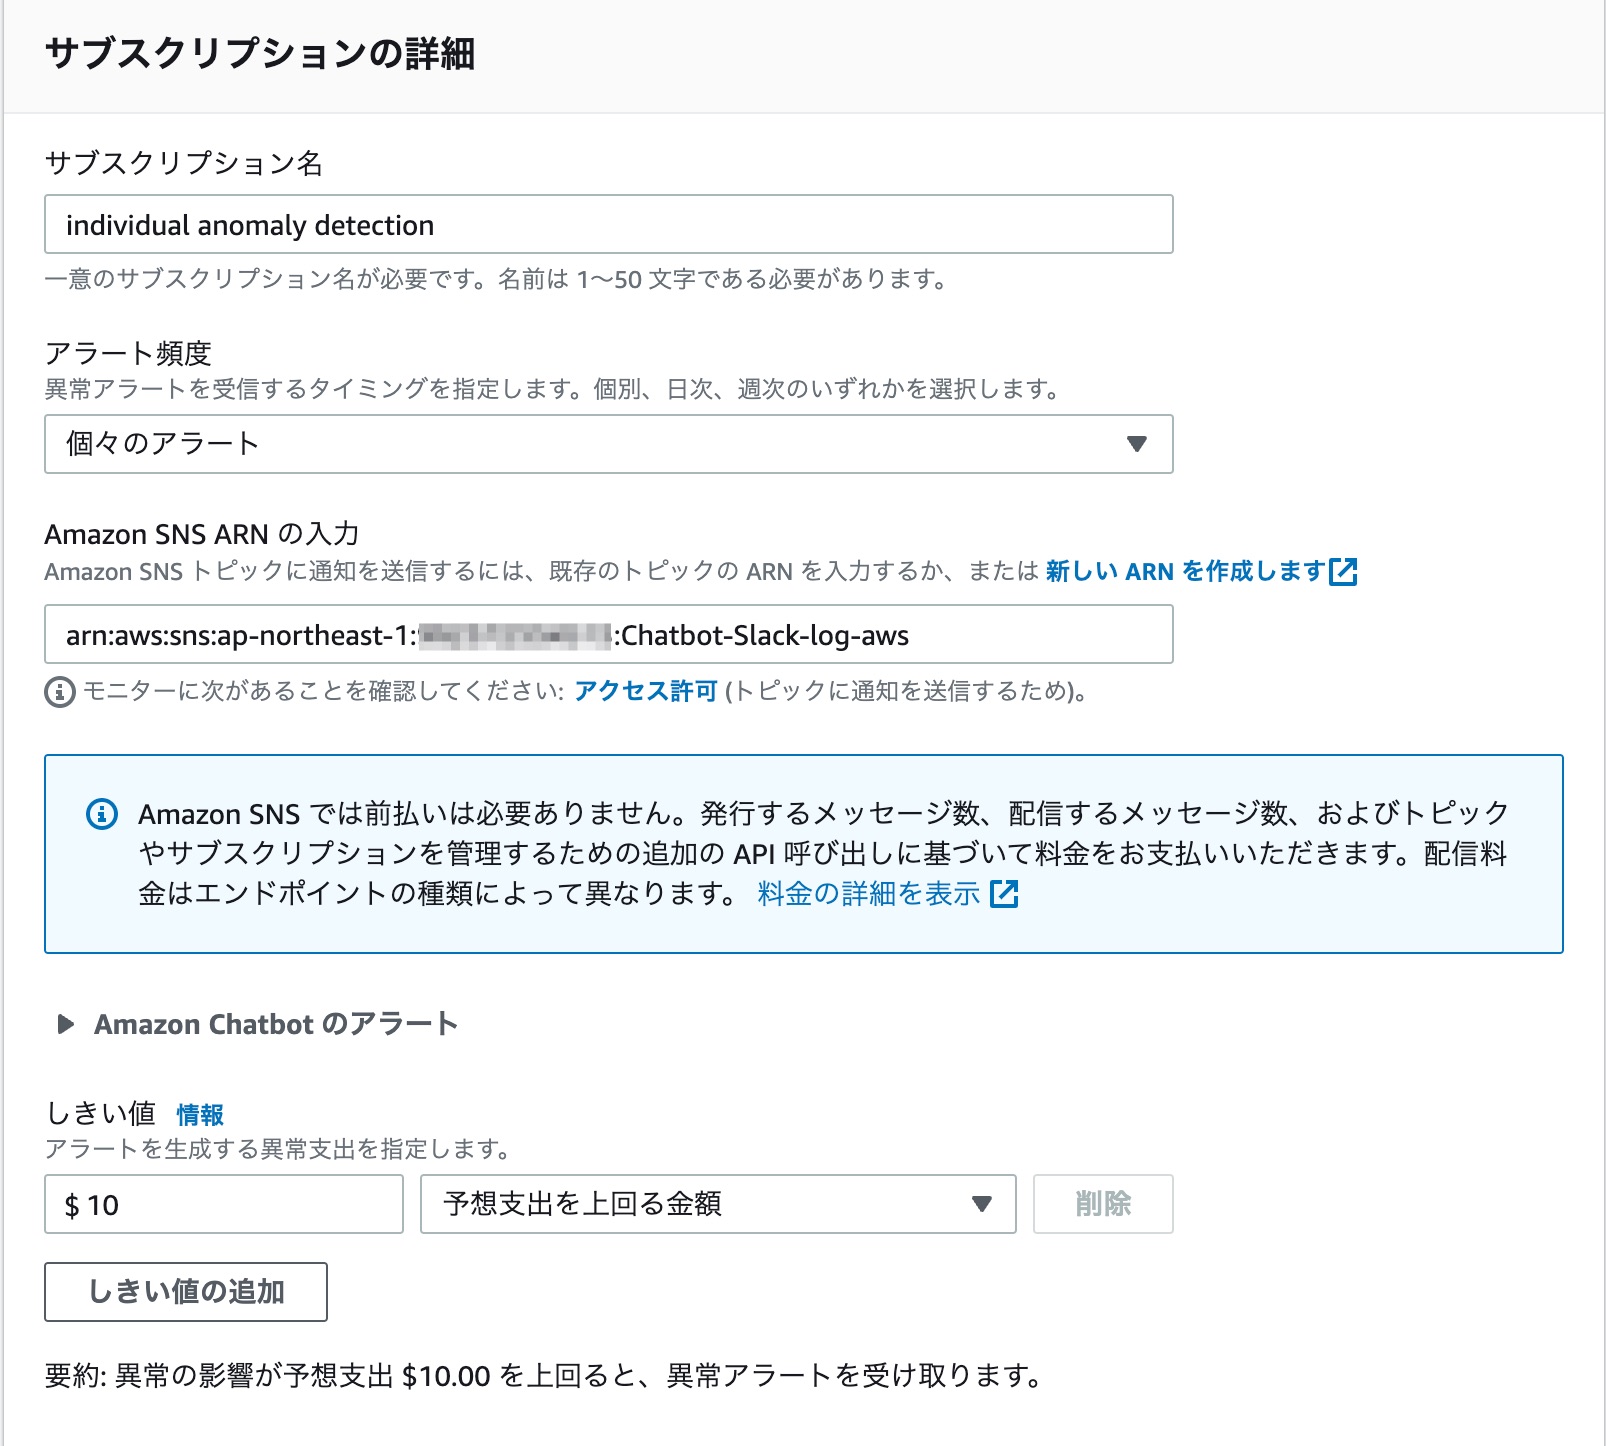 サブスクリプションの詳細
サブスクリプション名
individual anomaly detection
一意のサブスクリプション名が必要です。名前は 1〜50 文字である必要があります。
アラート頻度
異常アラートを受信するタイミングを指定します。個別、日次、週次のいずれかを選択します。
個々のアラート
Amazon SNS ARN の入力
Amazon SNS トピックに通知を送信するには、既存のトピックの ARN を入力するか、または 新しい ARN を作成します
arn:aws:sns:ap-northeast-1: :Chatbot-Slack-log-aws
モニターに次があることを確認してください: アクセス許可 (トピックに通知を送信するため)。
Amazon SNS では前払いは必要ありません。発行するメッセージ数、配信するメッセージ数、およびトピック
やサブスクリプションを管理するための追加の API 呼び出しに基づいて料金をお支払いいただきます。配信料
金はエンドポイントの種類によって異なります。 料金の詳細を表示
Amazon Chatbot のアラート
しきい値 情報
アラートを生成する異常支出を指定します。
$ 10 予想支出を上回る金額 削除
しきい値の追加
要約: 異常の影響が予想支出 $10.00 を上回ると、異常アラートを受け取ります。